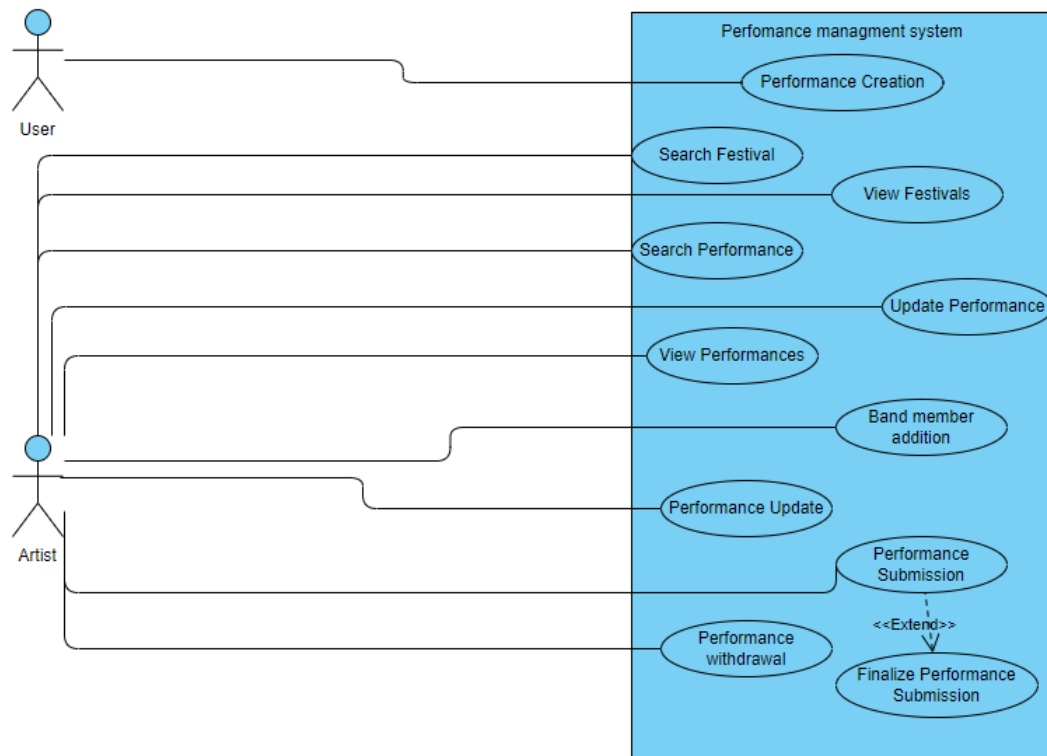 Perfomance managment system
Performance Creation
User
Search Festival
View Festivals
Search Performance
Update Performance
View Performances
Band member
addition
Performance Update
Artist
Performance
Submission
<<Extend>>
Performance
withdrawal
Finalize Performance
Submission